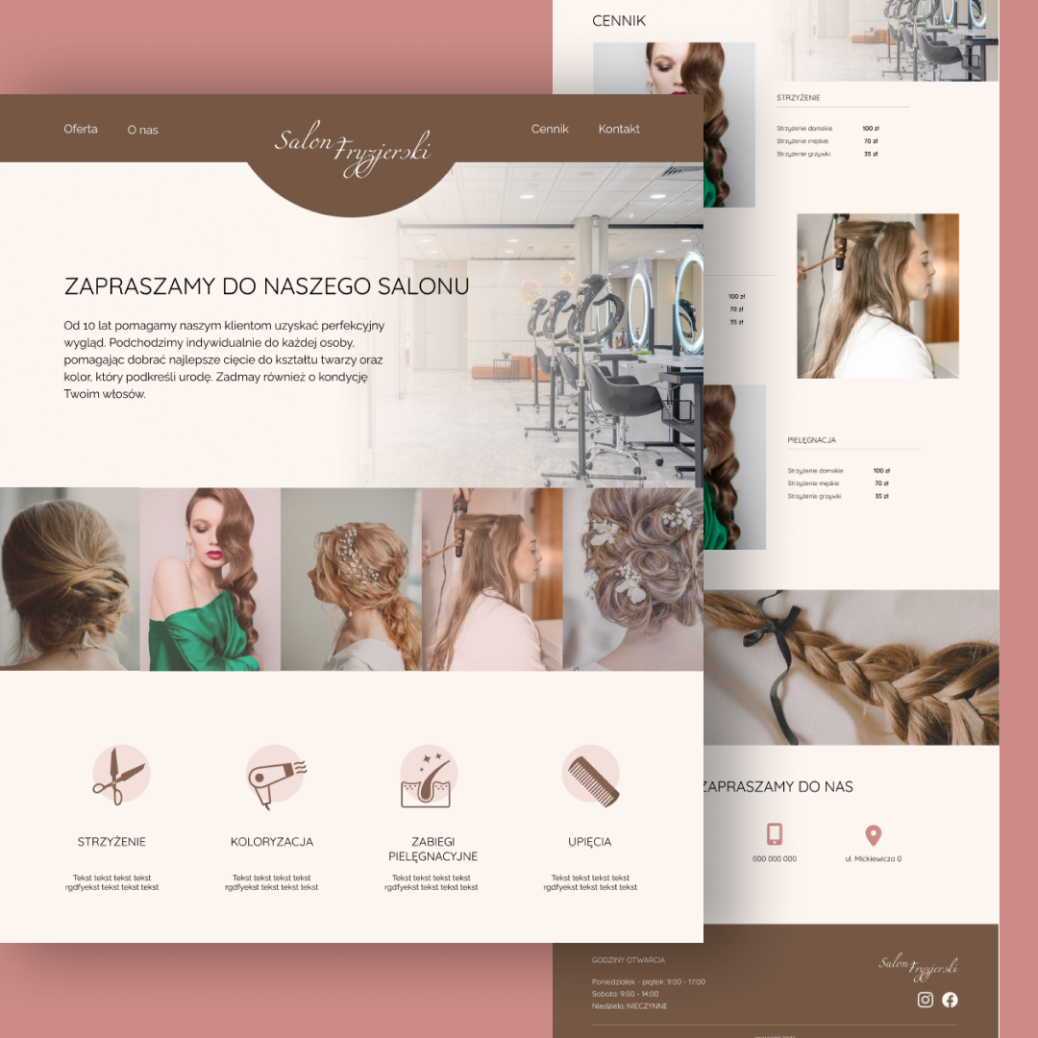 Oferta
O nas
Salon Fryzjerski
Cennik
Kontakt
ZAPRASZAMY DO NASZEGO SALONU
Od 10 lat pomagamy naszym klientom uzyskać perfekcyjny
wygląd. Podchodzimy indywidualnie do każdej osoby,
pomagając dobrać najlepsze cięcie do kształtu twarzy oraz
kolor, który podkreśli urodę. Zadmay również o kondycję
Twoim włosów.
STRZYŻENIE
KOLORYZACJA
ZABIEGI
PIELĘGNACYJNE
UPIĘCIA
Tekst tekst tekst tekst
rgdfyekst tekst tekst tekst
Tekst tekst tekst tekst
rgdfyekst tekst tekst tekst
Tekst tekst tekst tekst
rgdfyekst tekst tekst tekst
Tekst tekst tekst tekst
rgdfyekst tekst tekst tekst
CENNIK
STRZYŻENIE
Strzyżenie damskie 100 zł
Strzyżenie męskie 70 zł
Strzyżenie grzywki 35 zł
100 zł
70 zł
35 zł
PIELĘGNACJA
Strzyżenie damskie 100 zł
Strzyżenie męskie 70 zł
Strzyżenie grzywki 35 zł
ZAPRASZAMY DO NAS
000 000 000
ul. Mickiewicza 0
GODZINY OTWARCIA
Poniedziałek - piątek: 9:00 - 17:00
Sobota: 9:00 - 14:00
Niedziela: NIECZYNNE
Salon Fryzjerski